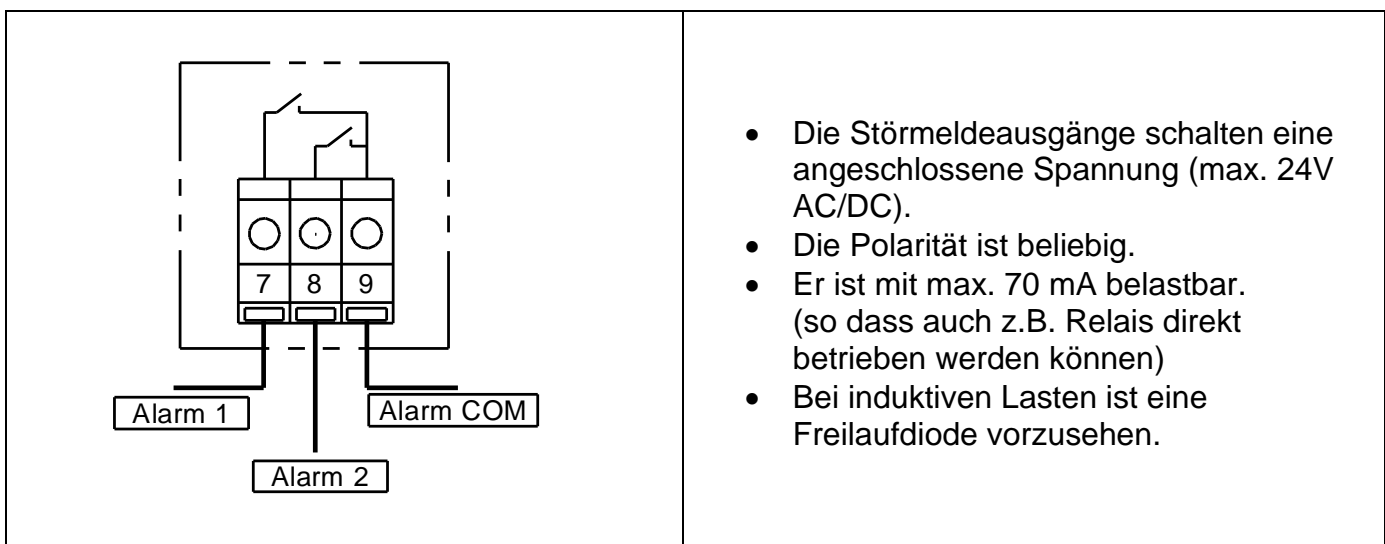 7 8 9
Alarm 1
Alarm COM
Alarm 2
• Die Störmeldeausgänge schalten eine
angeschlossene Spannung (max. 24V
AC/DC).
• Die Polarität ist beliebig.
• Er ist mit max. 70 mA belastbar.
(so dass auch z.B. Relais direkt
betrieben werden können)
• Bei induktiven Lasten ist eine
Freilaufdiode vorzusehen.